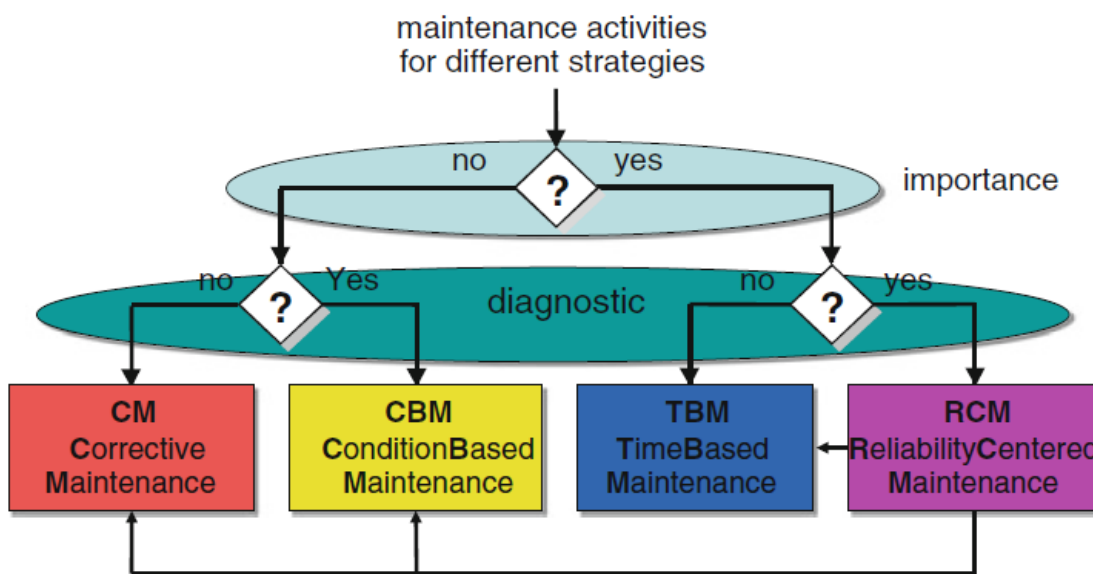 maintenance activities
for different strategies
no
yes
?
importance
no
Yes
?
diagnostic
no
yes
?
CM
Corrective
Maintenance
CBM
ConditionBased
Maintenance
TBM
TimeBased
Maintenance
RCM
ReliabilityCentered
Maintenance